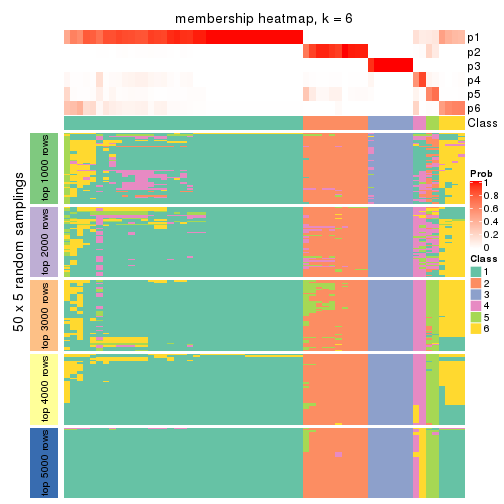 membership heatmap, k = 6
p1
p2
p3
p4
p5
p6
Class
50 x 5 random samplings
top 1000 rows
top 2000 rows
top 3000 rows
top 4000 rows
top 5000 rows
Prob
1
0.8
0.6
0.4
0.2
0
Class
1
2
3
4
5
6